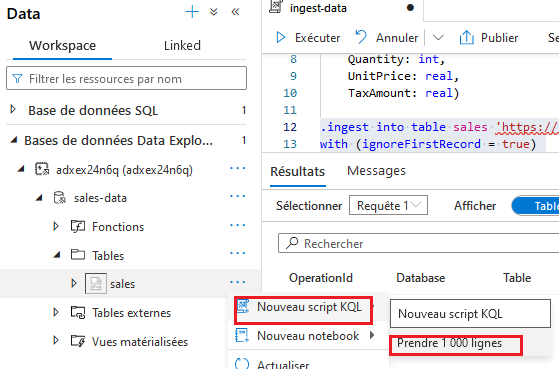 Data
Workspace
Linked
Filtrer les ressources par nom
Base de données SQL
1
Bases de données Data Explo...
1
adxex24n6q (adxex24n6q)
sales-data
Fonctions
Tables
sales
Tables externes
Vues matérialisées
ingest-data
Exécuter
Annuler
Publier
8 Quantity: int,
9 UnitPrice: real,
10 TaxAmount: real)
11
12 .ingest into table sales 'https://
13 with (ignoreFirstRecord = true)
Résultats
Messages
Sélectionner
Requête 1
Afficher
Table
Rechercher
OperationId
Database
Table
Nouveau script KQL
Nouveau notebook
Actualiser
Nouveau script KQL
Prendre 1 000 lignes